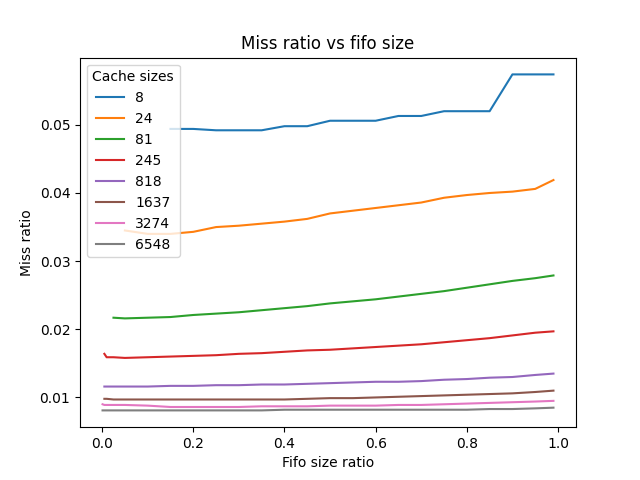 Miss ratio vs fifo size
Cache sizes
8
24
81
245
818
1637
3274
6548
0.05
0.04
0.03
0.02
0.01
Miss ratio
0.0 0.2 0.4 0.6 0.8 1.0
Fifo size ratio